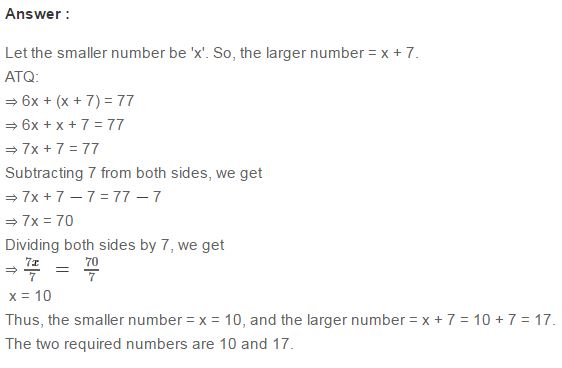 Answer :
Let the smaller number be 'x'. So, the larger number = x + 7.
ATQ:
⇒ 6x + (x + 7) = 77
⇒ 6x + x + 7 = 77
⇒ 7x + 7 = 77
Subtracting 7 from both sides, we get
⇒ 7x + 7 — 7 = 77 — 7
⇒ 7x = 70
Dividing both sides by 7, we get
⇒ 7x/7 = 70/7
x = 10
Thus, the smaller number = x = 10, and the larger number = x + 7 = 10 + 7 = 17.
The two required numbers are 10 and 17.